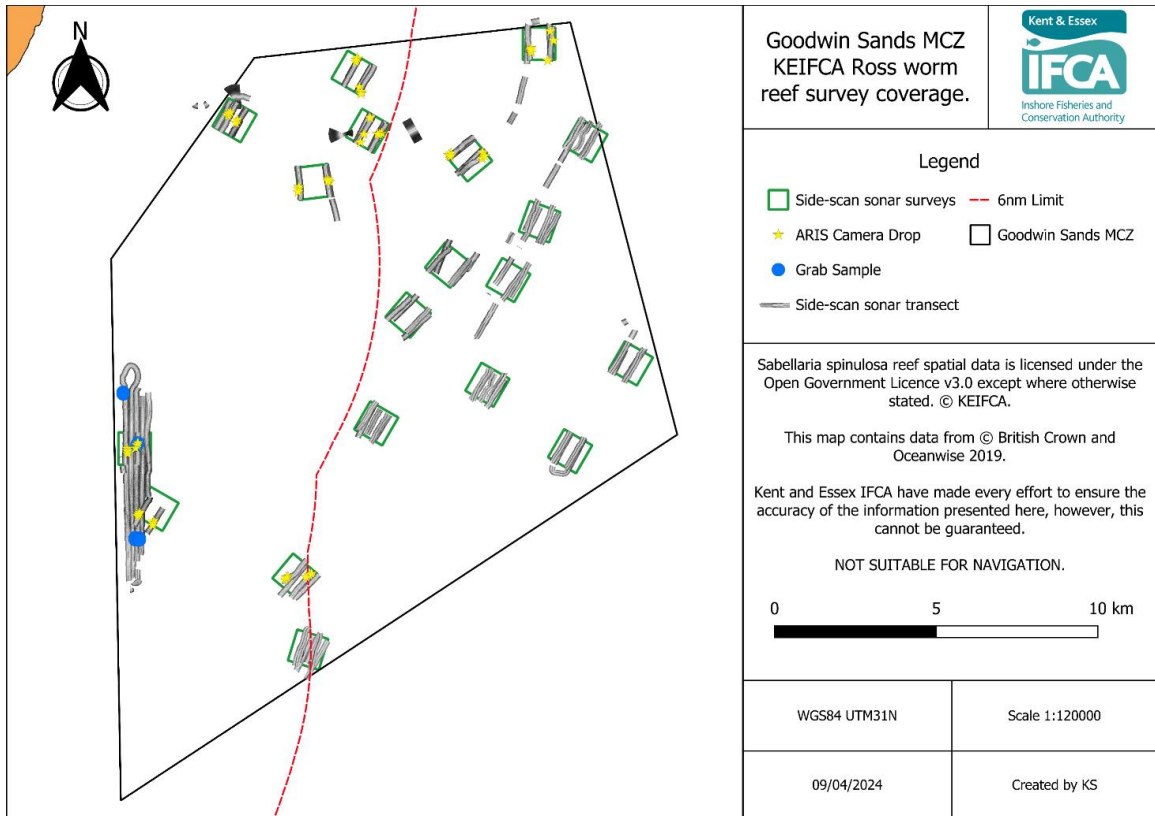 N
Goodwin Sands MCZ
KEIFCA Ross worm
reef survey coverage.
Kent & Essex
IFCA
Inshore Fisheries and
Conservation Authority
Legend
Side-scan sonar surveys
6nm Limit
ARIS Camera Drop
Goodwin Sands MCZ
Grab Sample
Side-scan sonar transect
Sabellaria spinulosa reef spatial data is licensed under the
Open Government Licence v3.0 except where otherwise
stated. © KEIFCA.
This map contains data from © British Crown and
Oceanwise 2019.
Kent and Essex IFCA have made every effort to ensure the
accuracy of the information presented here, however, this
cannot be guaranteed.
NOT SUITABLE FOR NAVIGATION.
0 5 10 km
WGS84 UTM31N
Scale 1:120000
09/04/2024
Created by KS